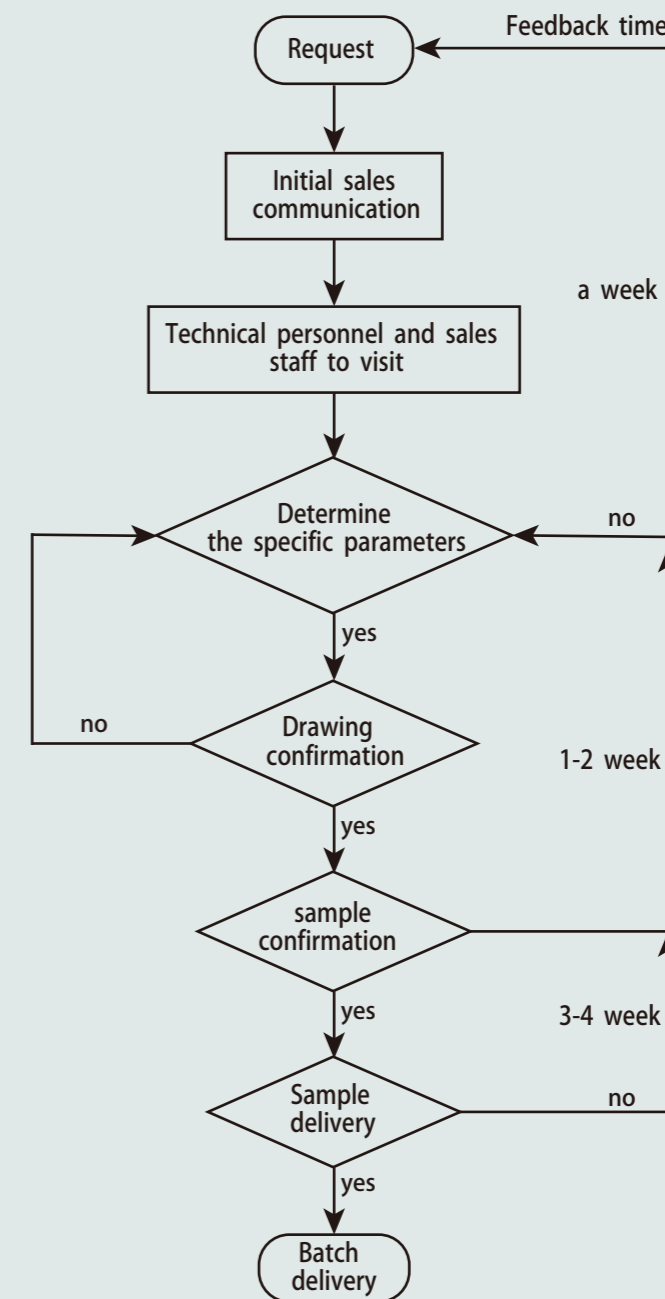 Request
Feedback time
Initial sales
communication
a week
Technical personnel and sales
staff to visit
Determine
the specific parameters
no
yes
Drawing
confirmation
no
1-2 week
yes
sample
confirmation
yes
3-4 week
Sample
delivery
no
yes
Batch
delivery